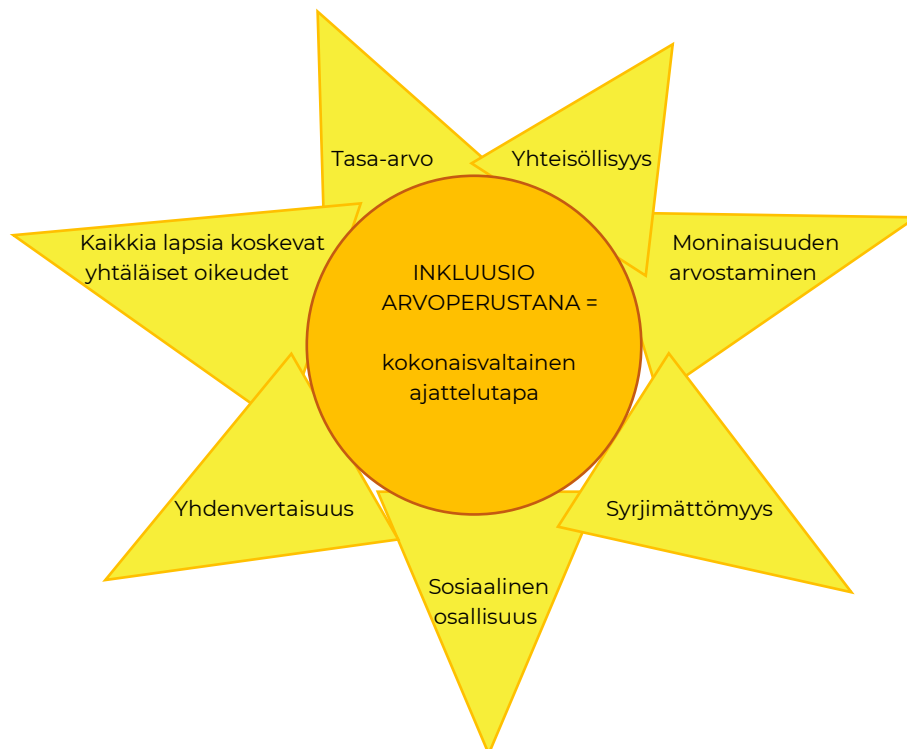 Tasa-arvo
Yhteisöllisyys
Kaikkia lapsia koskevat
yhtäläiset oikeudet
Moninaisuuden
arvostaminen
INKLUUSIO
ARVOPERUSTANA =
kokonaisvaltainen
ajattelutapa
Yhdenvertaisuus
Syrjimättömyys
Sosiaalinen
osallisuus